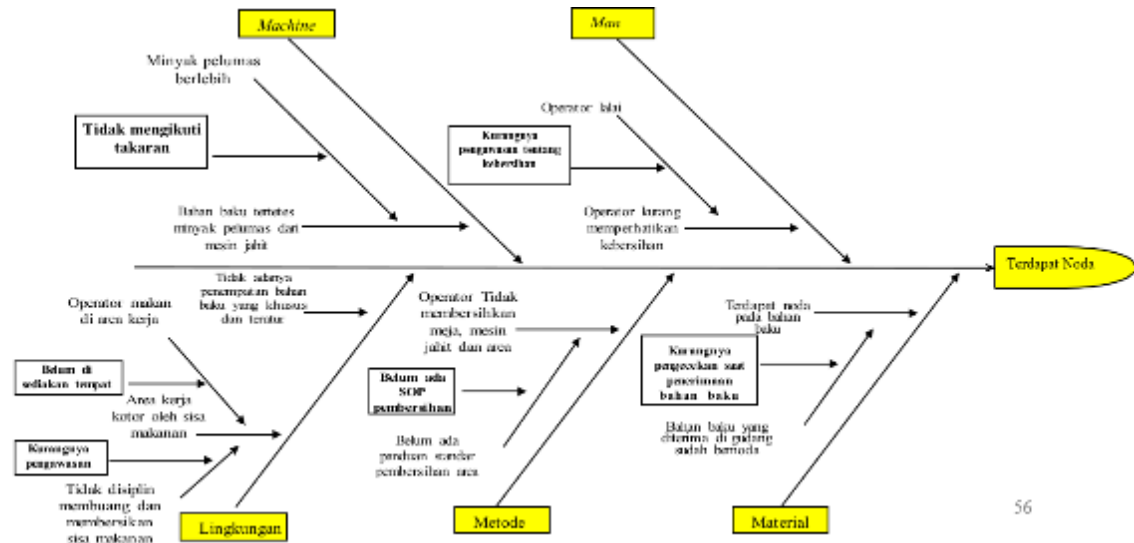 Machine
Man
Minyak pelumas
berlebih
Operator lalai
Tidak mengikuti
takaran
Kurangnya
pengawasan tentang
kebersihan
Bahan baku tertetes
minyak pelumas dari
mesin jahit
Operator kurang
memperhatikan
kebersihan
Terdapat Noda
Tidak adanya
penempatan bahan
baku yang khusus
dan teratur
Operator makan
di area kerja
Operator Tidak
membersihkan
meja, mesin
jahit dan area
Terdapat noda
pada bahan
baku
Belum di
sediakan tempat
Area kerja
kotor oleh sisa
makanan
Belum ada
SOP
pembersihan
Kurangnya
pengecekan saat
penerimaan
bahan baku
Kurangnya
pengawasan
Belum ada
panduan standar
pembersihan area
Bahan baku yang
diterima di gudang
sudah bernoda
Tidak disiplin
membuang dan
membersikan
sisa makanan
Lingkungan
Metode
Material
56